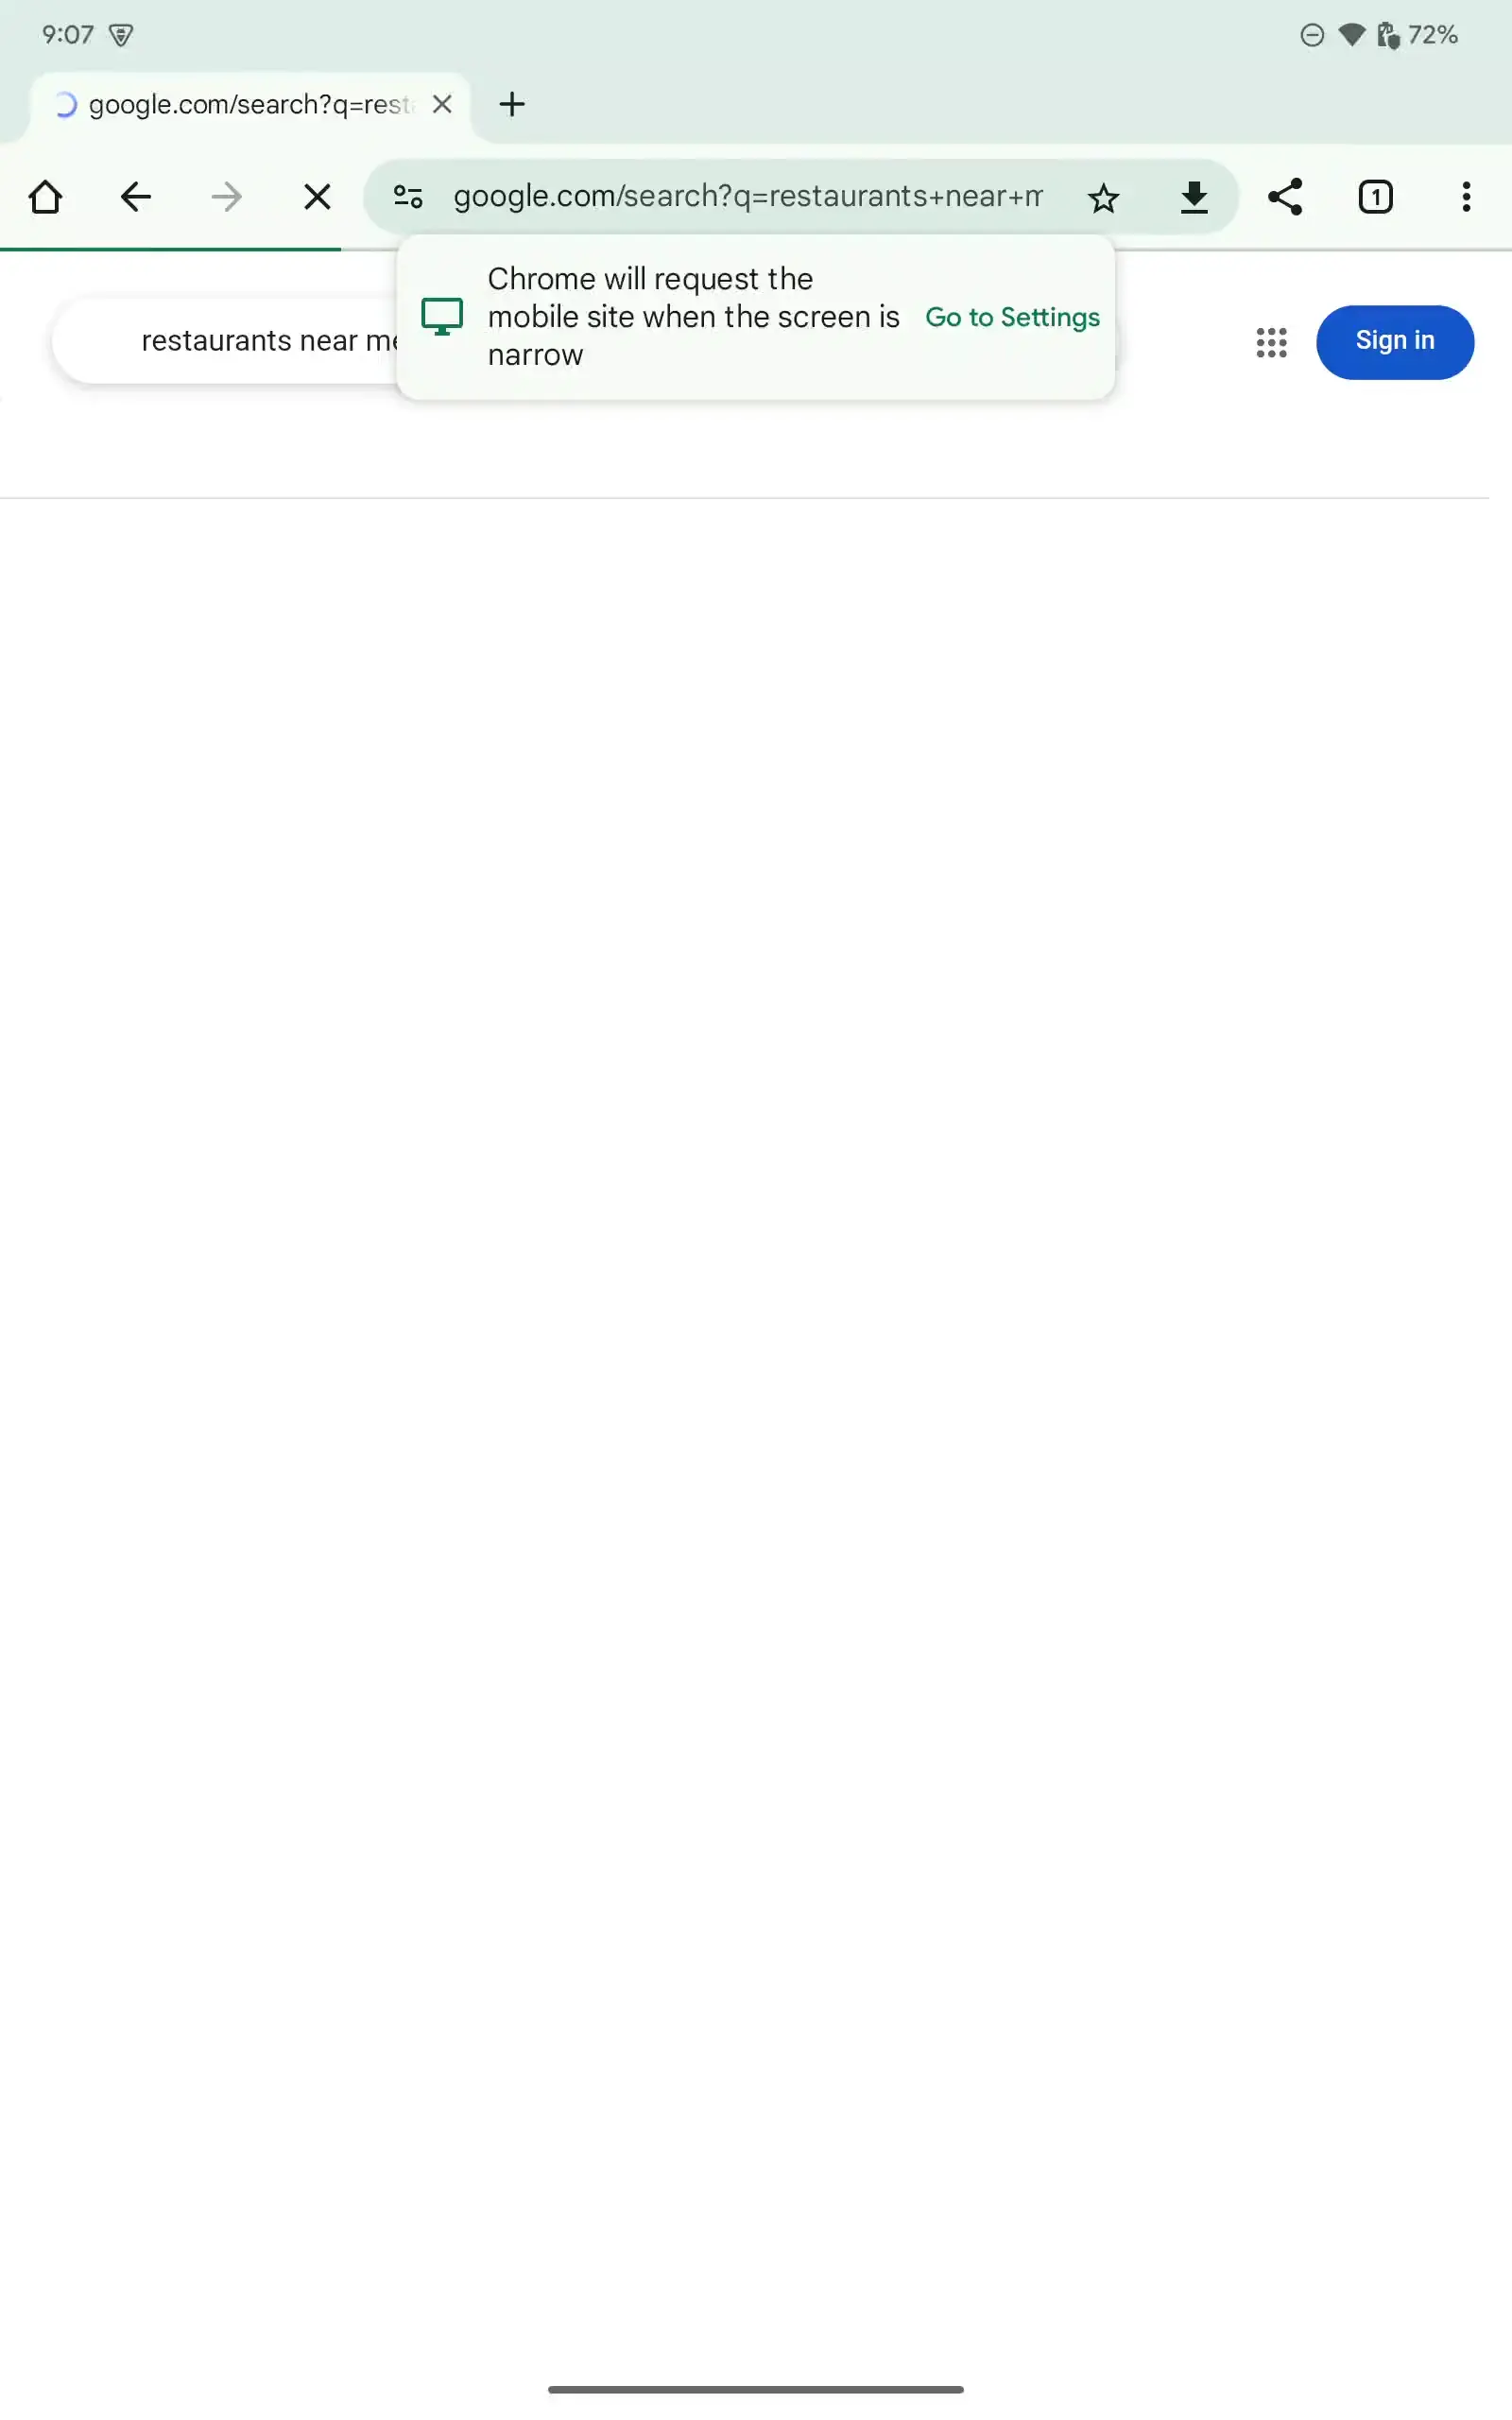 9:07
72%
google.com/search?q=rest
google.com/search?q=restaurants+near+m
1
Chrome will request the
mobile site when the screen is
narrow
Go to Settings
restaurants near me
Sign in